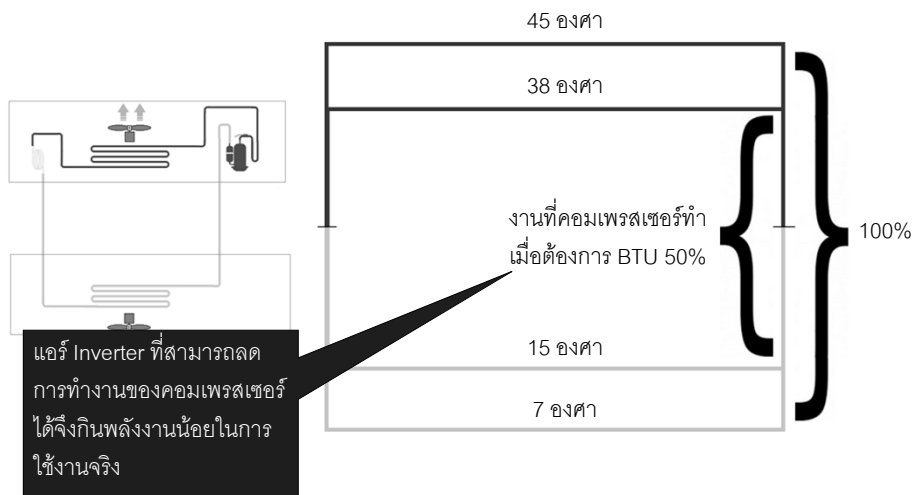 45 องศา
38 องศา
งานที่คอมเพรสเซอร์ทำ
เมื่อต้องการ BTU 50%
100%
15 องศา
7 องศา
แอร์ Inverter ที่สามารถลด
การทำงานของคอมเพรสเซอร์
ได้จึงกินพลังงานน้อยในการ
ใช้งานจริง